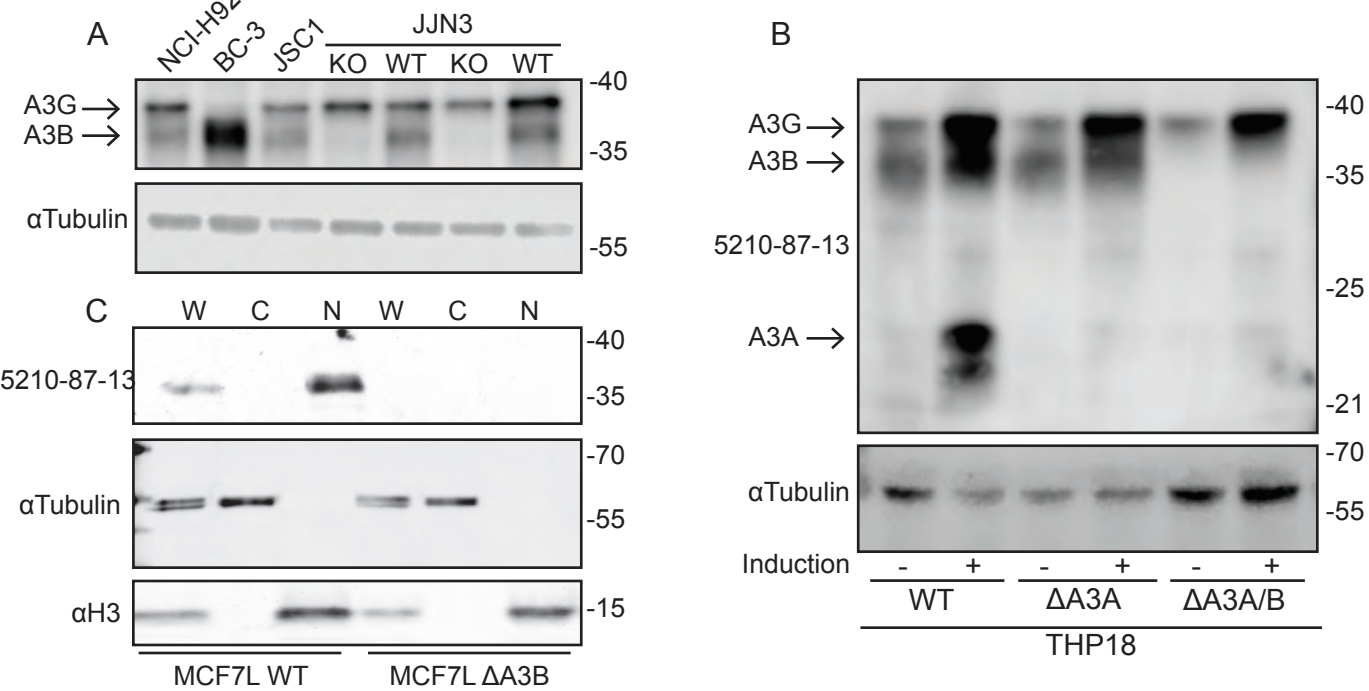 A
NCI-H92
BC-3
JSC1
JJN3
KO WT KO WT
A3G →
A3B →
-40
-35
αTubulin
-55
B
A3G →
A3B →
5210-87-13
A3A →
-40
-35
-25
-21
αTubulin
-70
-55
Induction - + - + - +
WT ΔA3A ΔA3A/B
THP18
C
W C N W C N
5210-87-13
-40
-35
αTubulin
-70
-55
αH3
-15
MCF7L WT MCF7L ΔA3B